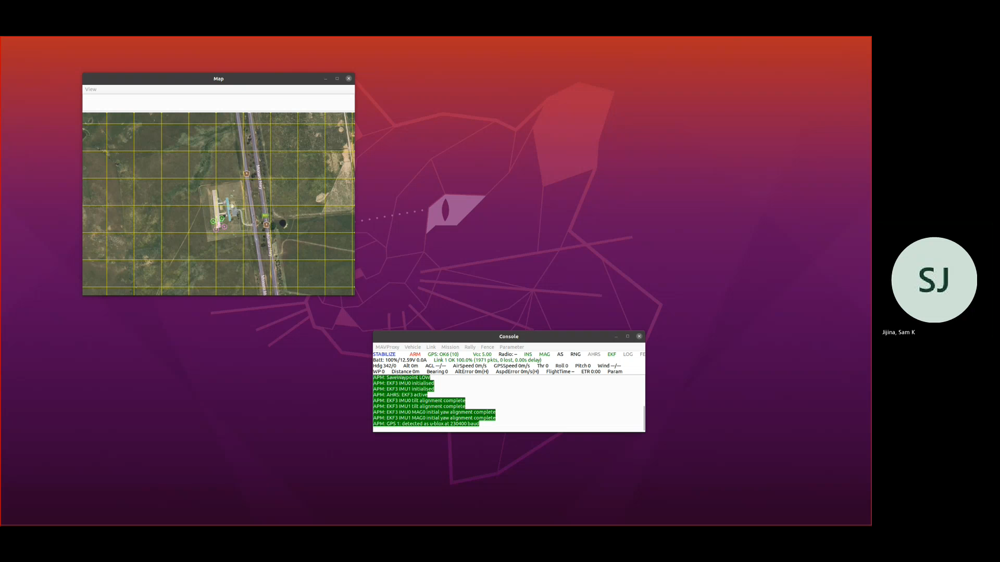 Map
View
Monaro Hwy
Monaro Hwy
SJ
Jijina, Sam K
Console
MAVProxy Vehicle Link Mission Rally Fence Parameter
STABILIZE ARM GPS: OK6 (10) Vcc 5.00 Radio: -- INS MAG AS RNG AHRS EKF LOG FE
Batt: 100%/12.59V 0.0A Link 1 OK 100.0% (1971 pkts, 0 lost, 0.00s delay)
Hdg 342/0 Alt 0m AGL ---/--- AirSpeed 0m/s GPSSpeed 0m/s Thr 0 Roll 0 Pitch 0 Wind ---/---
WP 0 Distance 0m Bearing 0 AltError 0m(H) AspdError 0m/s(H) FlightTime -- ETR 0:00 Param
APM: SaveWaypoint LOW
APM: EKF3 IMU0 initialised
APM: EKF3 IMU1 initialised
APM: AHRS: EKF3 active
APM: EKF3 IMU0 tilt alignment complete
APM: EKF3 IMU1 tilt alignment complete
APM: EKF3 IMU0 MAG0 initial yaw alignment complete
APM: EKF3 IMU1 MAG0 initial yaw alignment complete
APM: GPS 1: detected as u-blox at 230400 baud